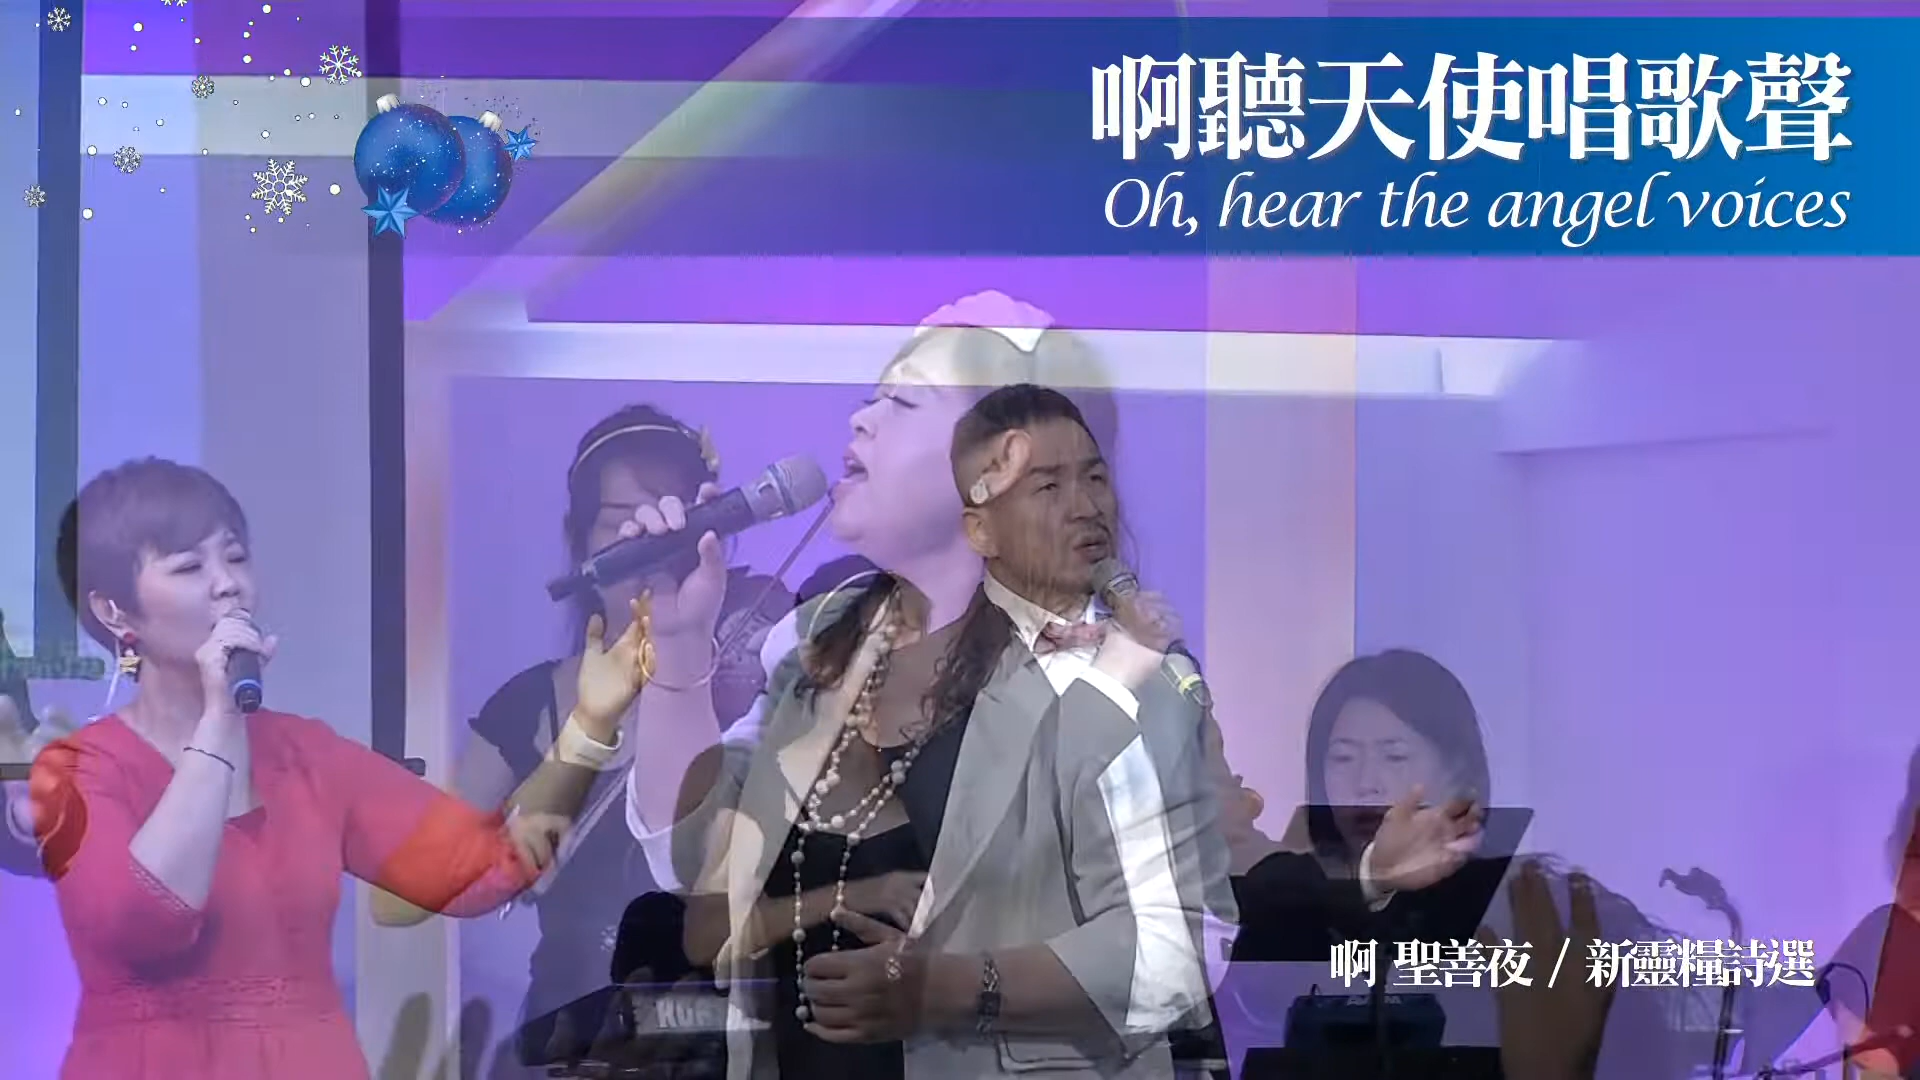 啊聽天使唱歌聲
Oh, hear the angel voices
啊 聖善夜 / 新靈糧詩選